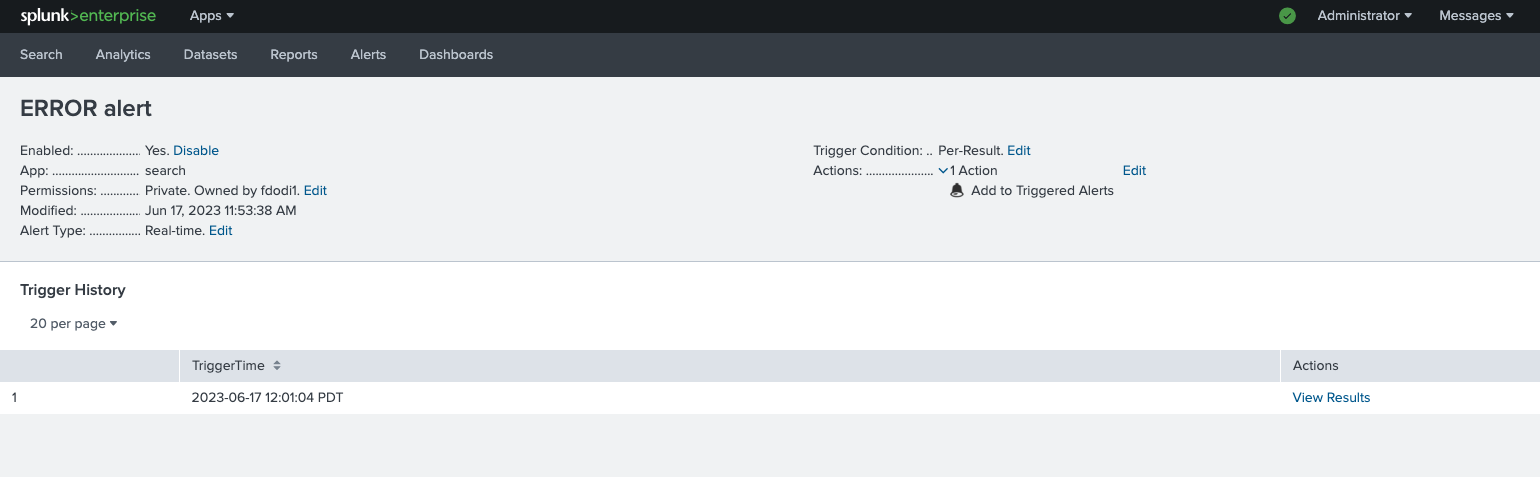 splunk>enterprise Apps Administrator Messages
Search Analytics Datasets Reports Alerts Dashboards
ERROR alert
Enabled: ................... Yes. Disable
App: ........................... search
Permissions: ............ Private. Owned by fdodi1. Edit
Modified: ................... Jun 17, 2023 11:53:38 AM
Alert Type: ................ Real-time. Edit
Trigger Condition: .. Per-Result. Edit
Actions: ..................... 1 Action Edit
Add to Triggered Alerts
Trigger History
20 per page
TriggerTime Actions
1 2023-06-17 12:01:04 PDT View Results